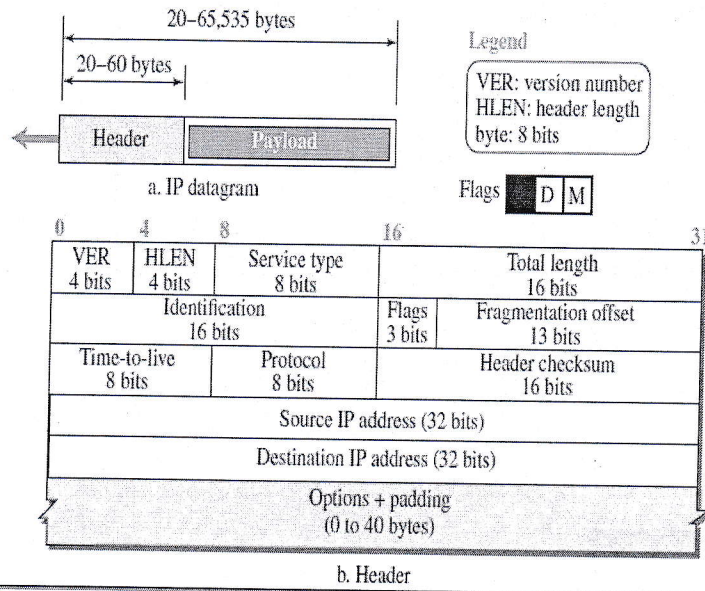 20–65,535 bytes
20–60 bytes
Header
Payload
a. IP datagram
Legend
VER: version number
HLEN: header length
byte: 8 bits
Flags D M
0 4 8 16 31
VER HLEN Service type Total length
4 bits 4 bits 8 bits 16 bits
Identification Flags Fragmentation offset
16 bits 3 bits 13 bits
Time-to-live Protocol Header checksum
8 bits 8 bits 16 bits
Source IP address (32 bits)
Destination IP address (32 bits)
Options + padding
(0 to 40 bytes)
b. Header